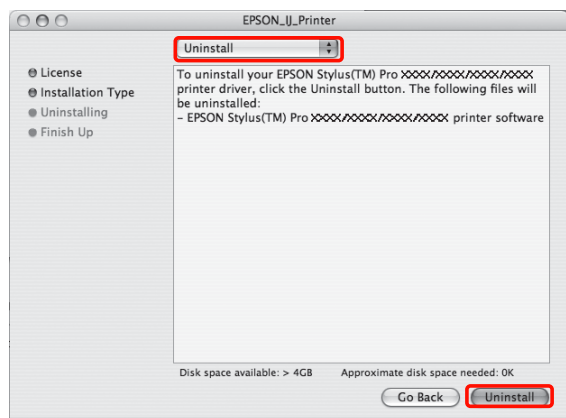 EPSON_IJ_Printer
Uninstall
License
Installation Type
Uninstalling
Finish Up
To uninstall your EPSON Stylus(TM) Pro XXXX/XXXX/XXXX/XXXX
printer driver, click the Uninstall button. The following files will
be uninstalled:
– EPSON Stylus(TM) Pro XXXX/XXXX/XXXX/XXXX printer software
Disk space available: > 4GB
Approximate disk space needed: 0K
Go Back
Uninstall